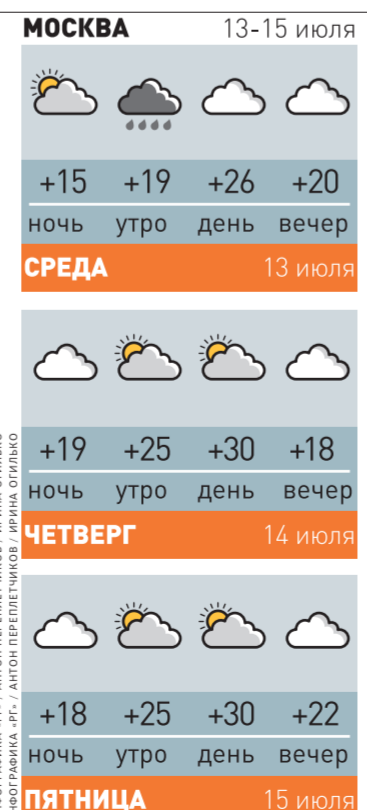 МОСКВА 13-15 июля
+15 +19 +26 +20
ночь утро день вечер
СРЕДА 13 июля
+19 +25 +30 +18
ночь утро день вечер
ЧЕТВЕРГ 14 июля
+18 +25 +30 +22
ночь утро день вечер
ПЯТНИЦА 15 июля
«РГ» / АНТОН ПЕРЕПЛЕТЧИКОВ / ИРИНА ОГИЛЬКО